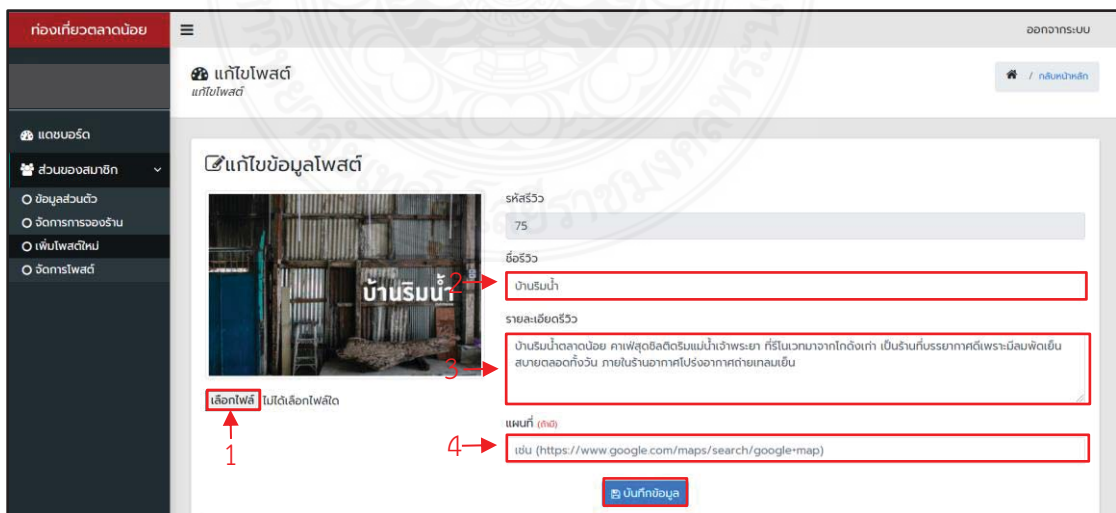 ท่องเที่ยวตลาดน้อย
ออกจากระบบ
แก้ไขโพสต์
แก้ไขโพสต์
/ กลับหน้าหลัก
แดชบอร์ด
ส่วนของสมาชิก
ข้อมูลส่วนตัว
จัดการการจองร้าน
เพิ่มโพสต์ใหม่
จัดการโพสต์
แก้ไขข้อมูลโพสต์
บ้านริมน้ำ
เลือกไฟล์ ไม่ได้เลือกไฟล์ใด
1
รหัสรีวิว
75
ชื่อรีวิว
2
บ้านริมน้ำ
รายละเอียดรีวิว
3
บ้านริมน้ำตลาดน้อย คาเฟ่สุดชิลติดริมแม่น้ำเจ้าพระยา ที่รีโนเวทมาจากโกดังเก่า เป็นร้านที่บรรยากาศดีเพราะมีลมพัดเย็น
สบายตลอดทั้งวัน ภายในร้านอากาศโปร่งอากาศถ่ายเทลมเย็น
แผนที่ (ถ้ามี)
4
เช่น (https://www.google.com/maps/search/google+map)
บันทึกข้อมูล